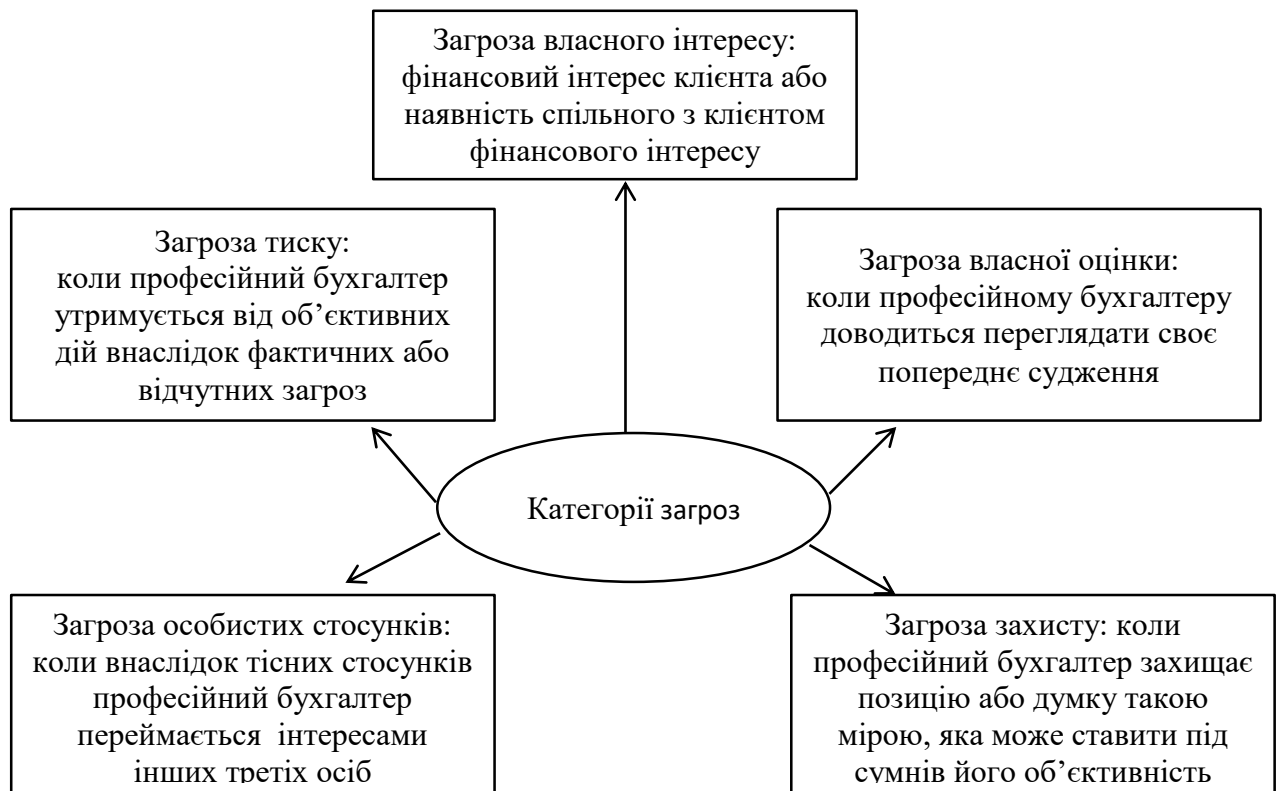 Загроза власного інтересу:
фінансовий інтерес клієнта або
наявність спільного з клієнтом
фінансового інтересу
Загроза тиску:
коли професійний бухгалтер
утримується від об’єктивних
дій внаслідок фактичних або
відчутних загроз
Загроза власної оцінки:
коли професійному бухгалтеру
доводиться переглядати своє
попереднє судження
Категорії загроз
Загроза особистих стосунків:
коли внаслідок тісних стосунків
професійний бухгалтер
переймається інтересами
інших третіх осіб
Загроза захисту: коли
професійний бухгалтер захищає
позицію або думку такою
мірою, яка може ставити під
сумнів його об’єктивність